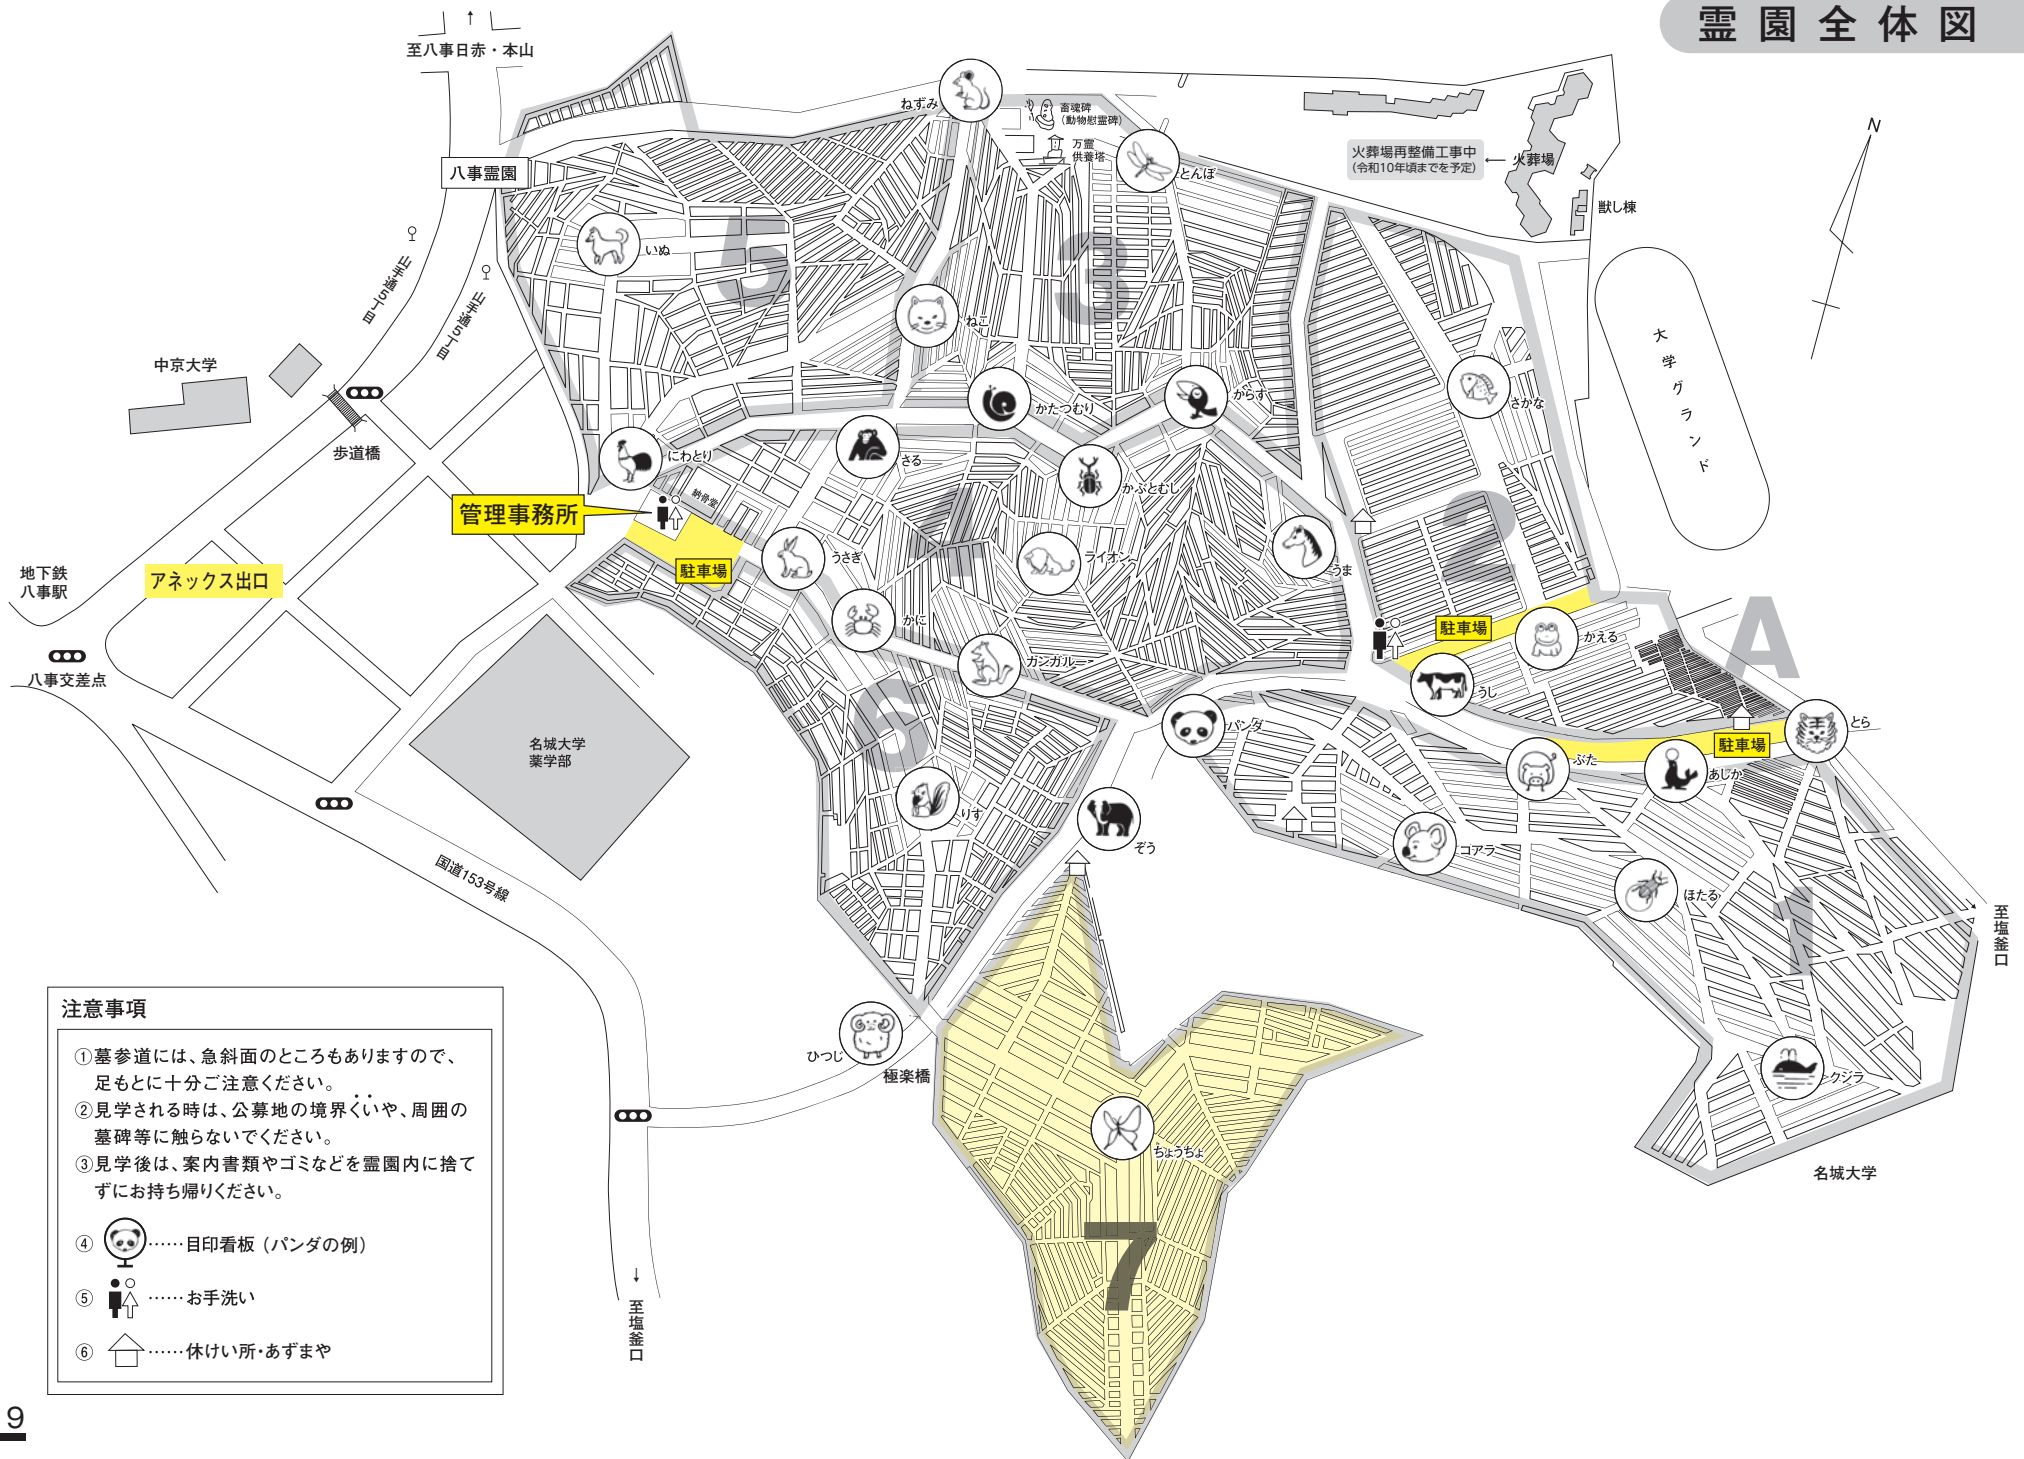 霊園全体図
至八事日赤・本山
八事霊園
山手通5丁目
山手通5丁目
中京大学
歩道橋
管理事務所
アネックス出口
地下鉄
八事駅
八事交差点
名城大学
薬学部
国道153号線
至塩釜口
ねずみ
畜魂碑
(動物慰霊碑)
万霊
供養塔
とんぼ
火葬場再整備工事中
(令和10年頃までを予定)
火葬場
獣し棟
N
大学グランド
いぬ
5
3
ねこ
かたつむり
からす
さかな
にわとり
さる
かぶとむし
納骨堂
駐車場
うさぎ
4
ライオン
うま
2
かに
カンガルー
駐車場
かえる
A
うし
6
パンダ
ぶた
あしか
駐車場
とら
りす
ぞう
コアラ
ほたる
1
至塩釜口
クジラ
名城大学
ひつじ
極楽橋
ちょうちょ
7
注意事項
①墓参道には、急斜面のところもありますので、
足もとに十分ご注意ください。
②見学される時は、公募地の境界くいや、周囲の
墓碑等に触らないでください。
③見学後は、案内書類やゴミなどを霊園内に捨て
ずにお持ち帰りください。
④ ……目印看板(パンダの例)
⑤ ……お手洗い
⑥ ……休けい所・あずまや
9